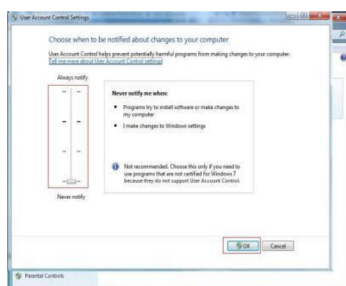 User Account Control Settings
Choose when to be notified about changes to your computer
User Account Control helps prevent potentially harmful programs from making changes to your computer.
Tell me more about User Account Control settings
Always notify
Never notify me when:
Programs try to install software or make changes to
my computer
I make changes to Windows settings
Not recommended. Choose this only if you need to
use programs that are not certified for Windows 7
because they do not support User Account Control.
Never notify
OK
Cancel
Parental Controls